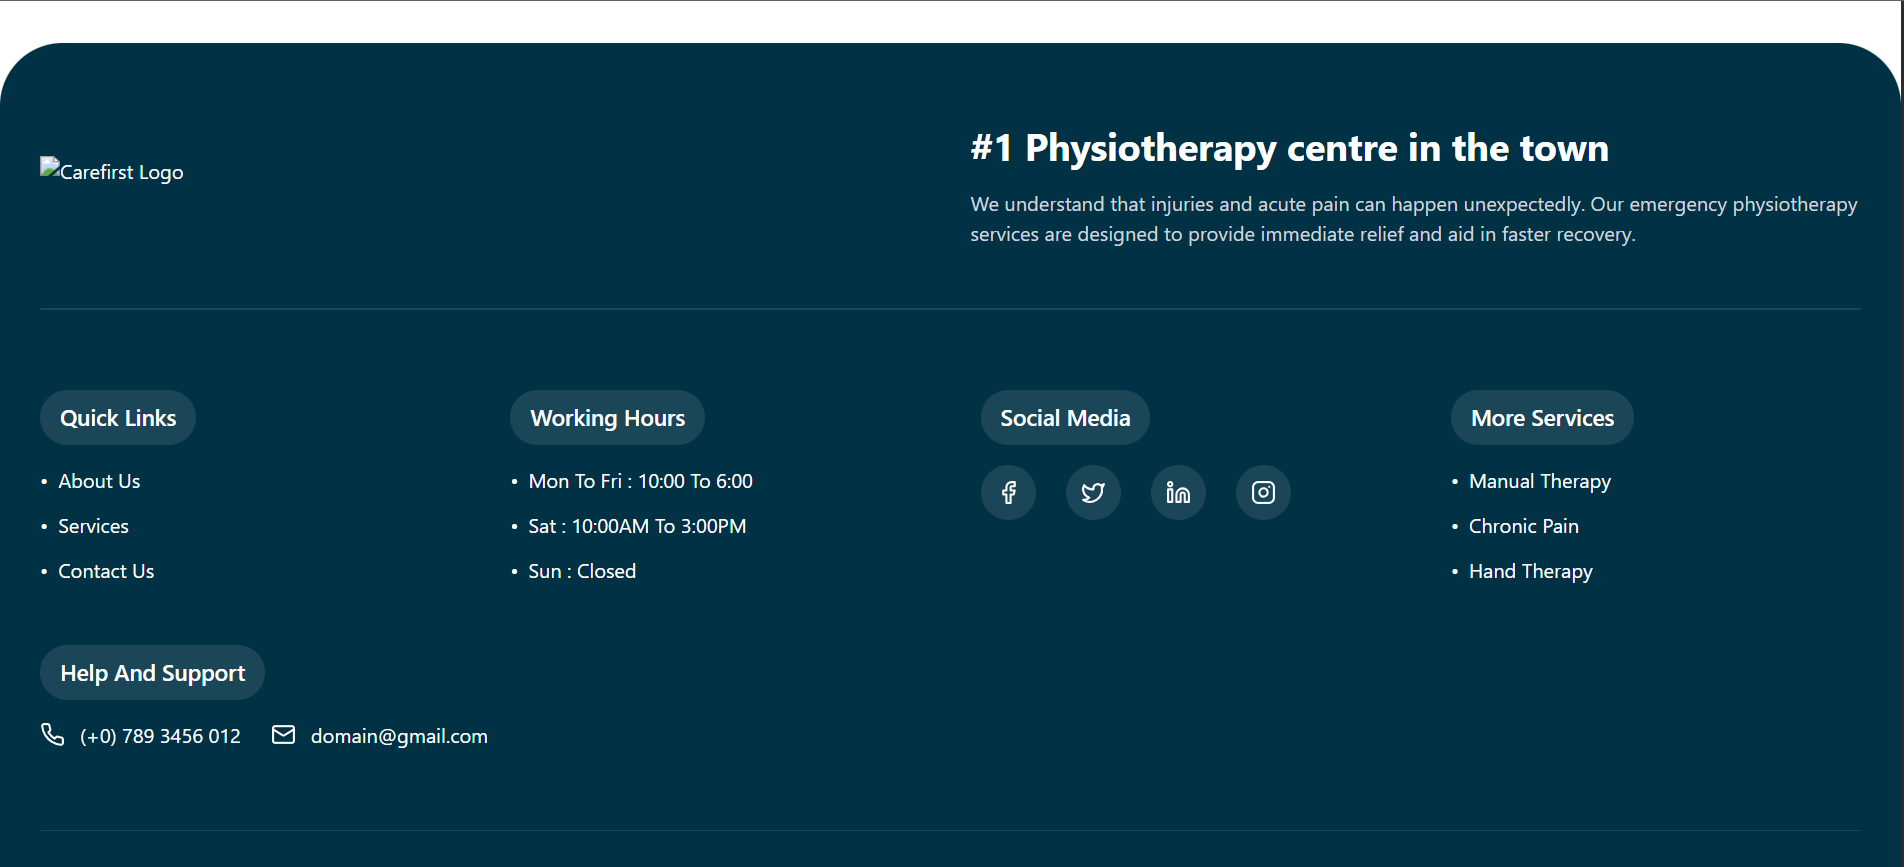 Carefirst Logo
#1 Physiotherapy centre in the town
We understand that injuries and acute pain can happen unexpectedly. Our emergency physiotherapy
services are designed to provide immediate relief and aid in faster recovery.
Quick Links
• About Us
• Services
• Contact Us
Working Hours
• Mon To Fri : 10:00 To 6:00
• Sat : 10:00AM To 3:00PM
• Sun : Closed
Social Media
More Services
• Manual Therapy
• Chronic Pain
• Hand Therapy
Help And Support
(+0) 789 3456 012
domain@gmail.com